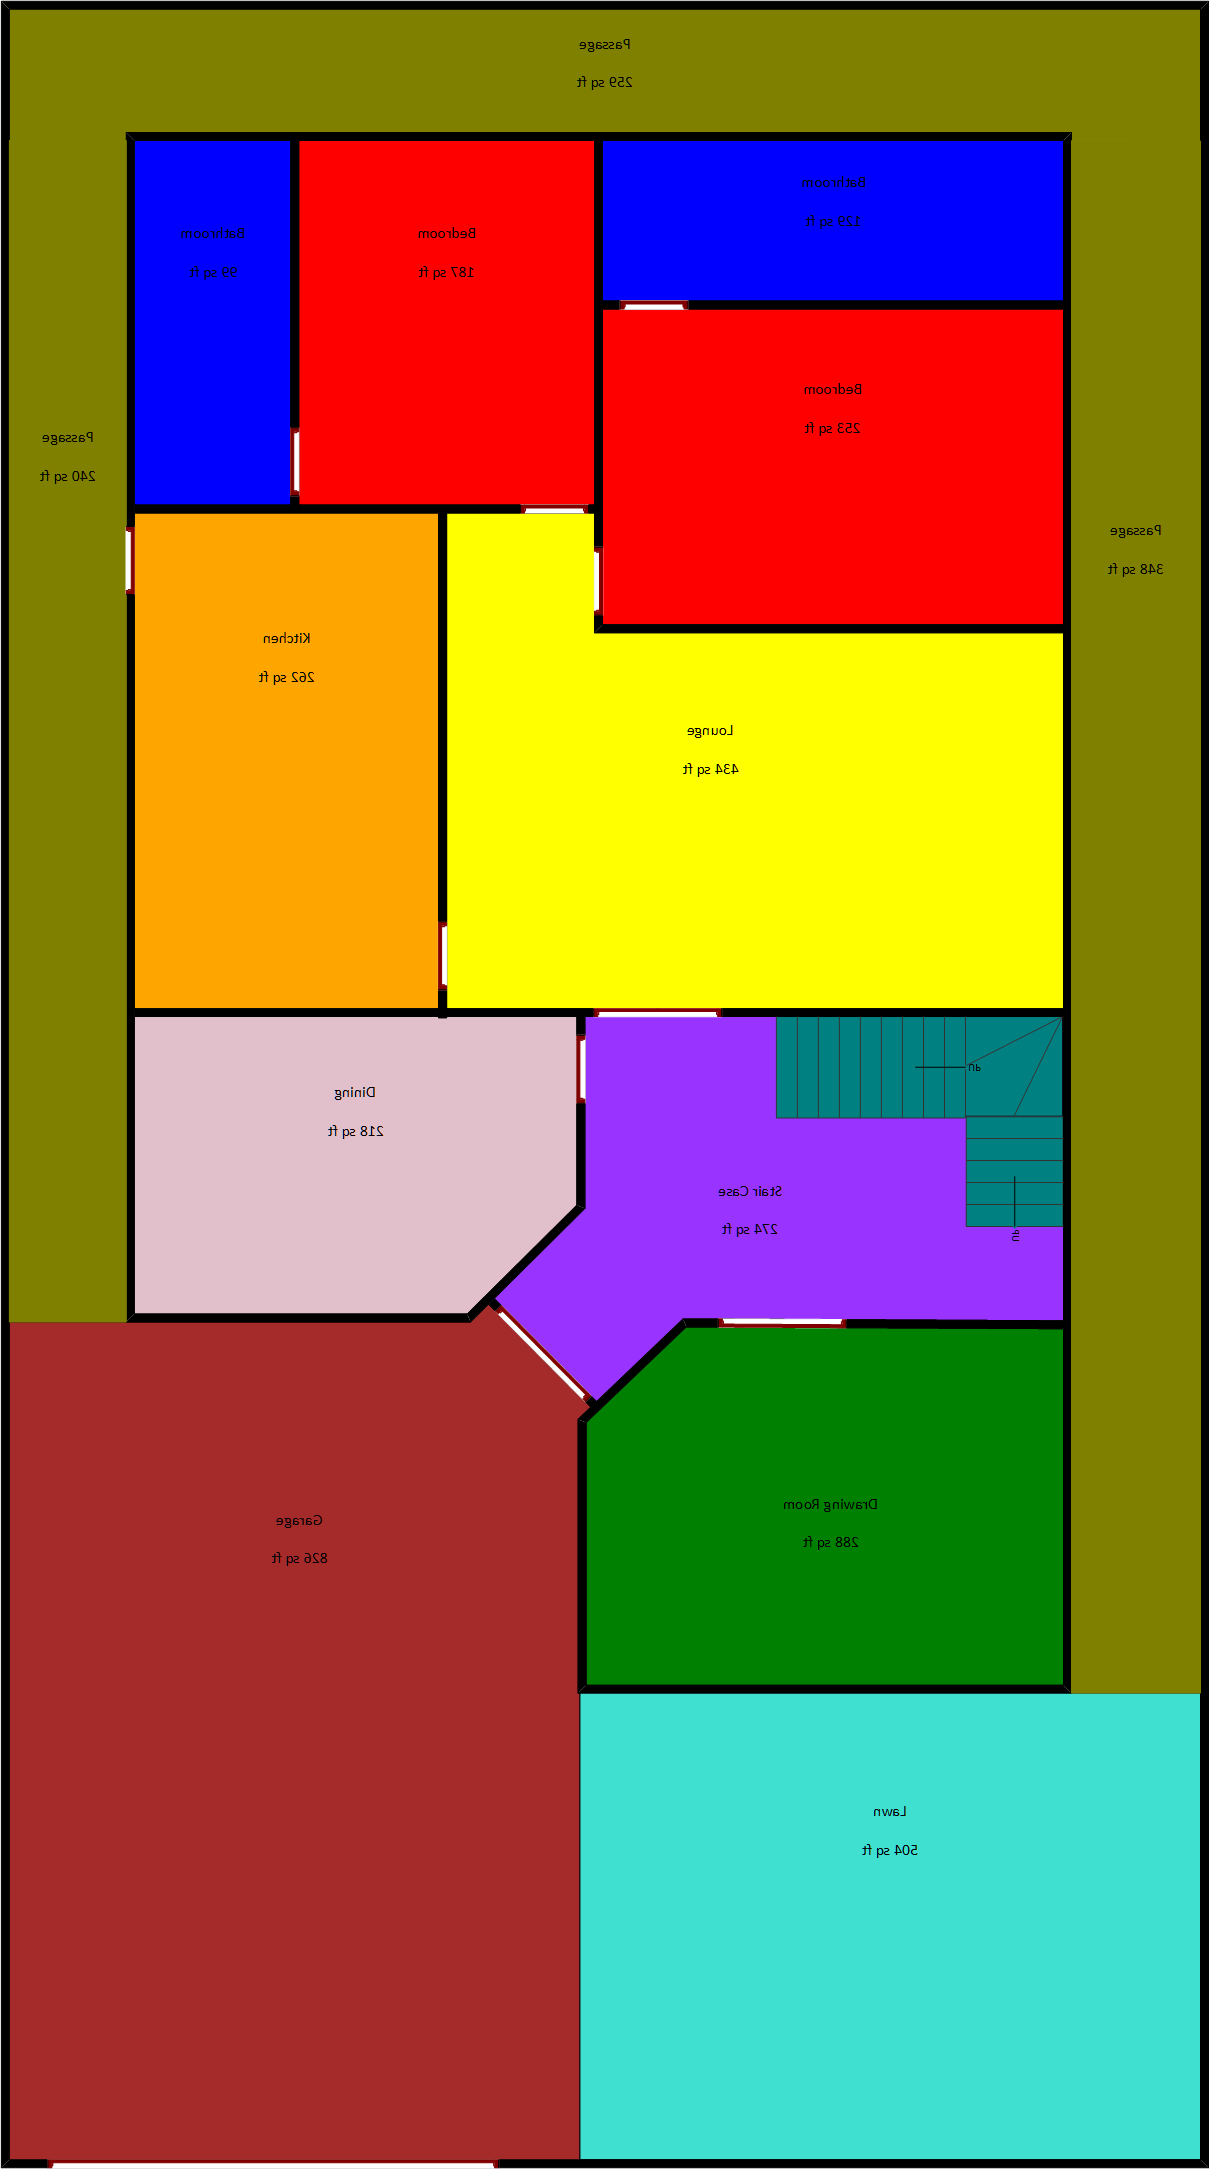 Passage
259 sq ft
Bathroom
129 sq ft
Bathroom
99 sq ft
Bedroom
187 sq ft
Bedroom
253 sq ft
Passage
240 sq ft
Passage
348 sq ft
Kitchen
262 sq ft
Lounge
434 sq ft
UP
Dining
218 sq ft
Stair Case
274 sq ft
UP
Drawing Room
288 sq ft
Garage
826 sq ft
Lawn
504 sq ft